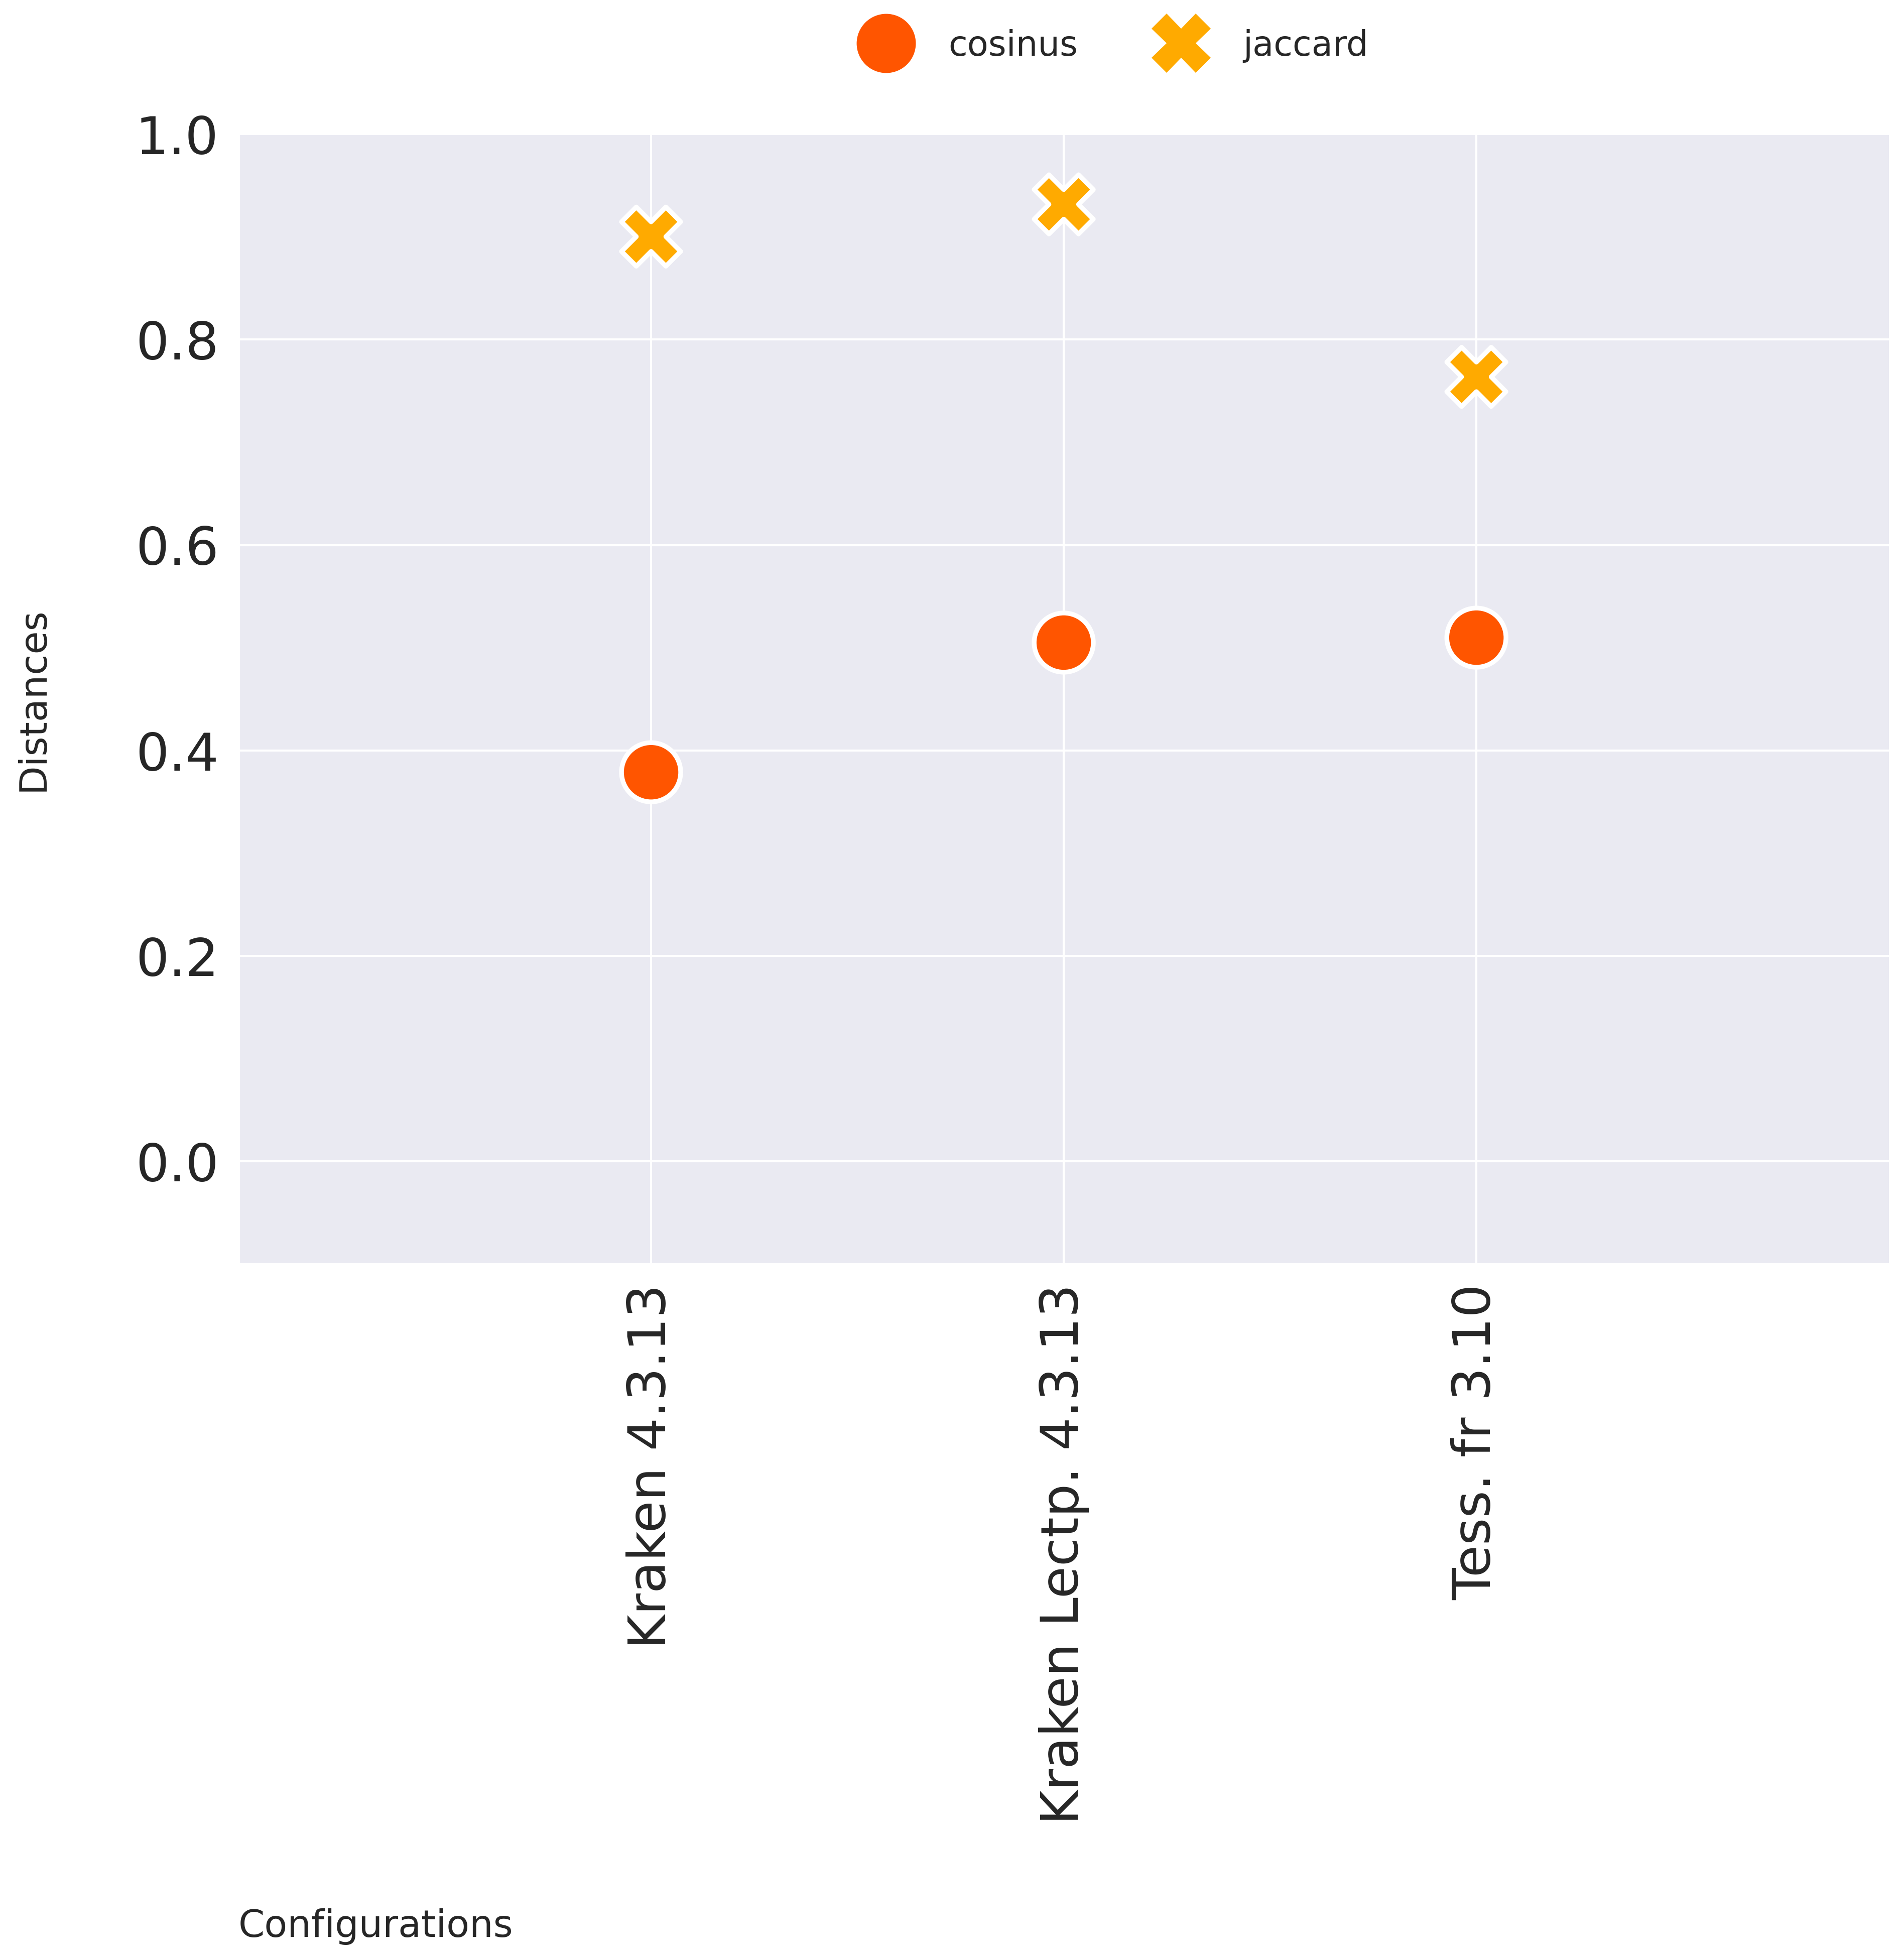 cosinus jaccard
1.0
0.8
0.6
0.4
0.2
0.0
Distances
Kraken 4.3.13
Kraken Lectp. 4.3.13
Tess. fr 3.10
Configurations